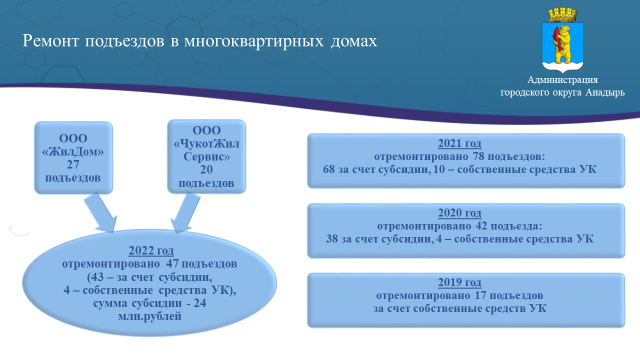 Ремонт подъездов в многоквартирных домах
Администрация
городского округа Анадырь
ООО
«ЖилДом»
27
подъездов
ООО
«ЧукотЖил
Сервис»
20
подъездов
2022 год
отремонтировано 47 подъездов
(43 – за счет субсидии,
4 – собственные средства УК),
сумма субсидии - 24
млн.рублей
2021 год
отремонтировано 78 подъездов:
68 за счет субсидии, 10 – собственные средства УК
2020 год
отремонтировано 42 подъезда:
38 за счет субсидии, 4 – собственные средства УК
2019 год
отремонтировано 17 подъездов
за счет собственные средств УК